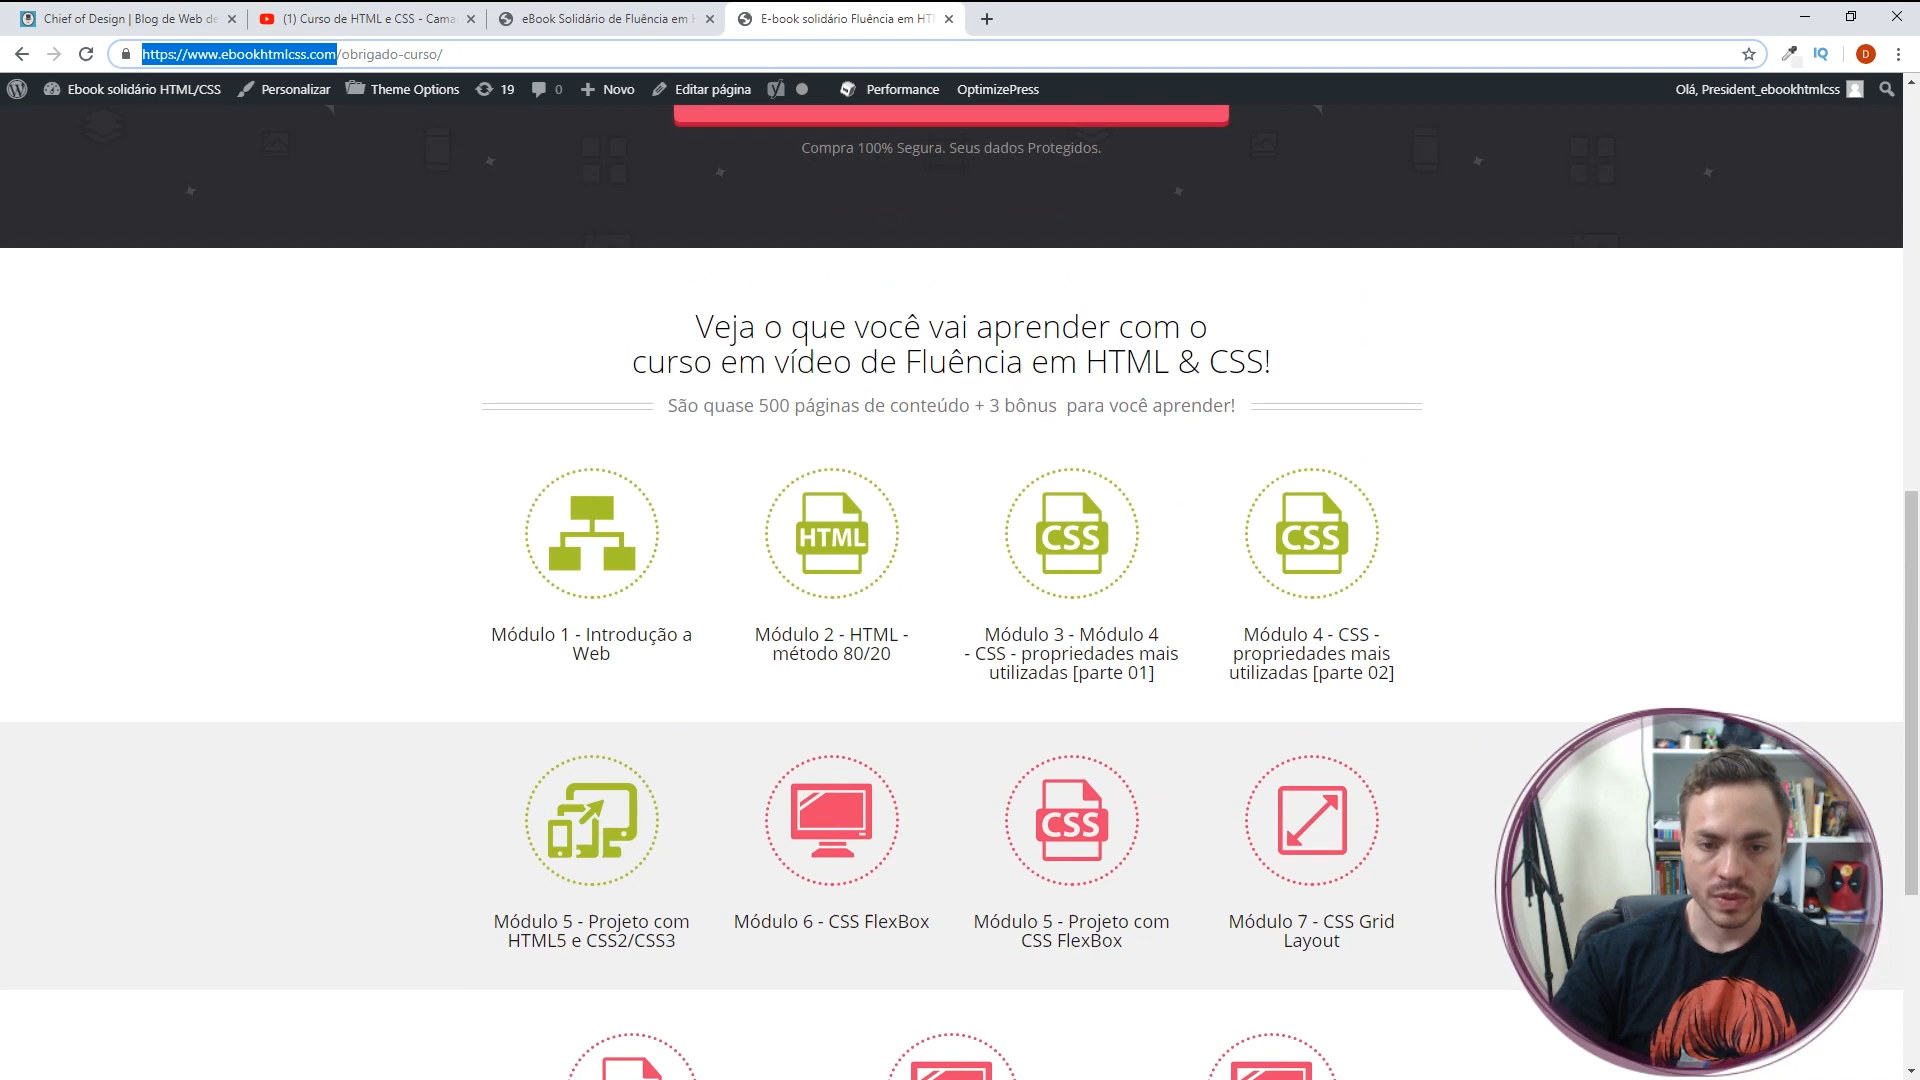 Chief of Design | Blog de Web de
(1) Curso de HTML e CSS - Cama
eBook Solidário de Fluência em H
E-book solidário Fluência em HT
https://www.ebookhtmlcss.com/obrigado-curso/
IQ
D
Ebook solidário HTML/CSS
Personalizar
Theme Options
19
0
Novo
Editar página
Performance
OptimizePress
Olá, President_ebookhtmlcss
Compra 100% Segura. Seus dados Protegidos.
Veja o que você vai aprender com o
curso em vídeo de Fluência em HTML & CSS!
São quase 500 páginas de conteúdo + 3 bônus para você aprender!
HTML
CSS
CSS
Módulo 1 - Introdução a
Web
Módulo 2 - HTML -
método 80/20
Módulo 3 - Módulo 4
- CSS - propriedades mais
utilizadas [parte 01]
Módulo 4 - CSS -
propriedades mais
utilizadas [parte 02]
CSS
Módulo 5 - Projeto com
HTML5 e CSS2/CSS3
Módulo 6 - CSS FlexBox
Módulo 5 - Projeto com
CSS FlexBox
Módulo 7 - CSS Grid
Layout